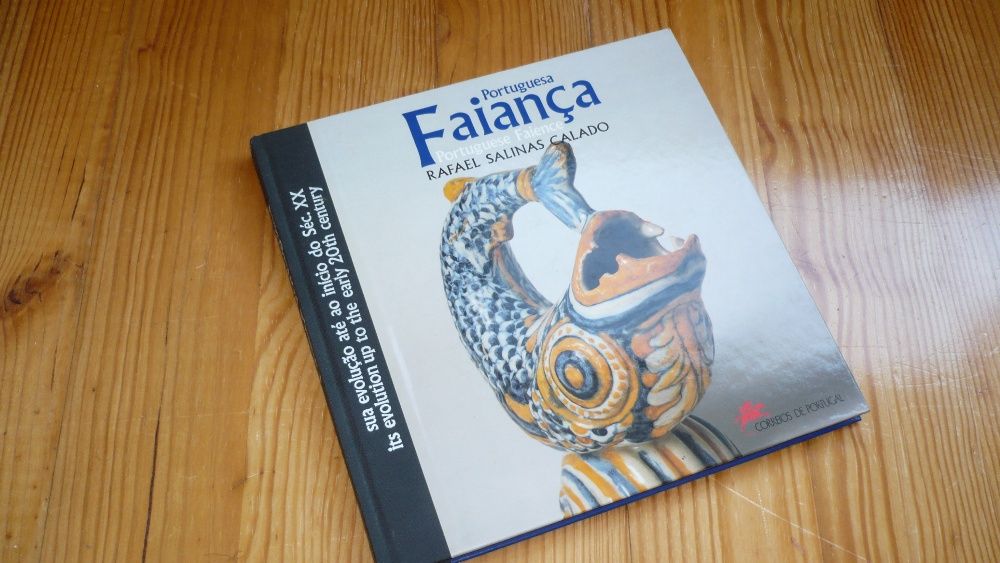 Portuguesa
Faiança
Portuguese Faience
RAFAEL SALINAS CALADO
sua evolução até ao início do Séc. XX
its evolution up to the early 20th century
CORREIOS DE PORTUGAL